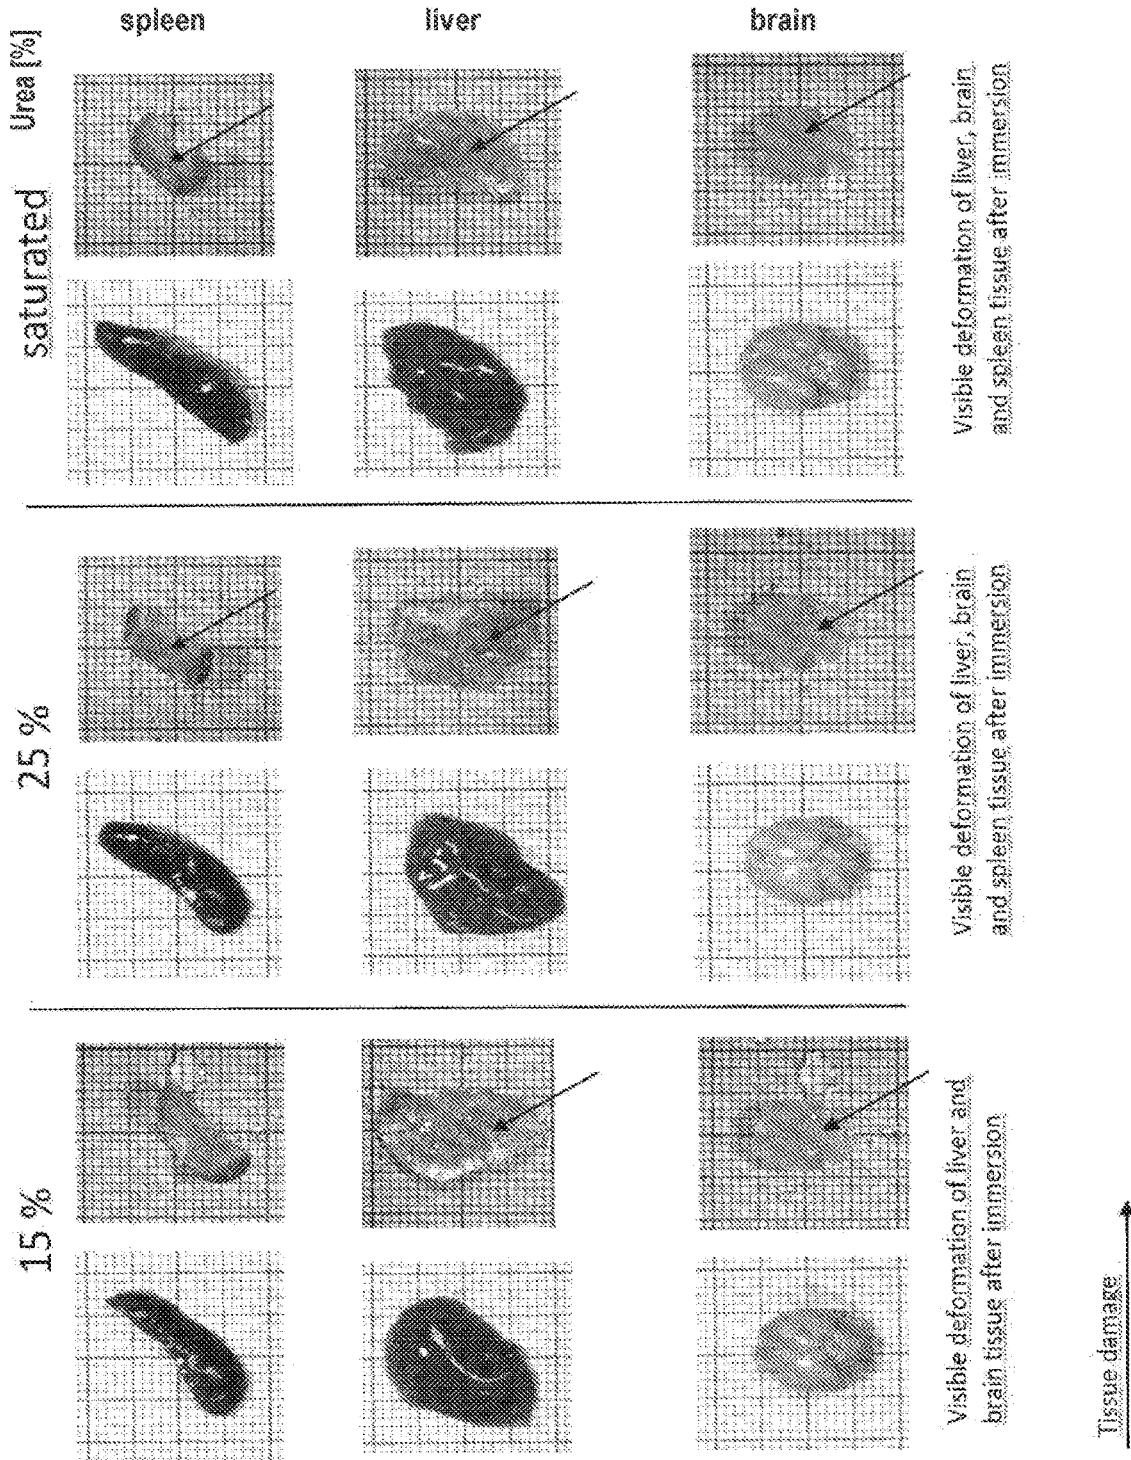 spleen
liver
brain
Urea [%]
saturated
25 %
15 %
Visible deformation of liver, brain
and spleen tissue after immersion
Visible deformation of liver, brain
and spleen tissue after immersion
Visible deformation of liver and
brain tissue after immersion
Tissue damage